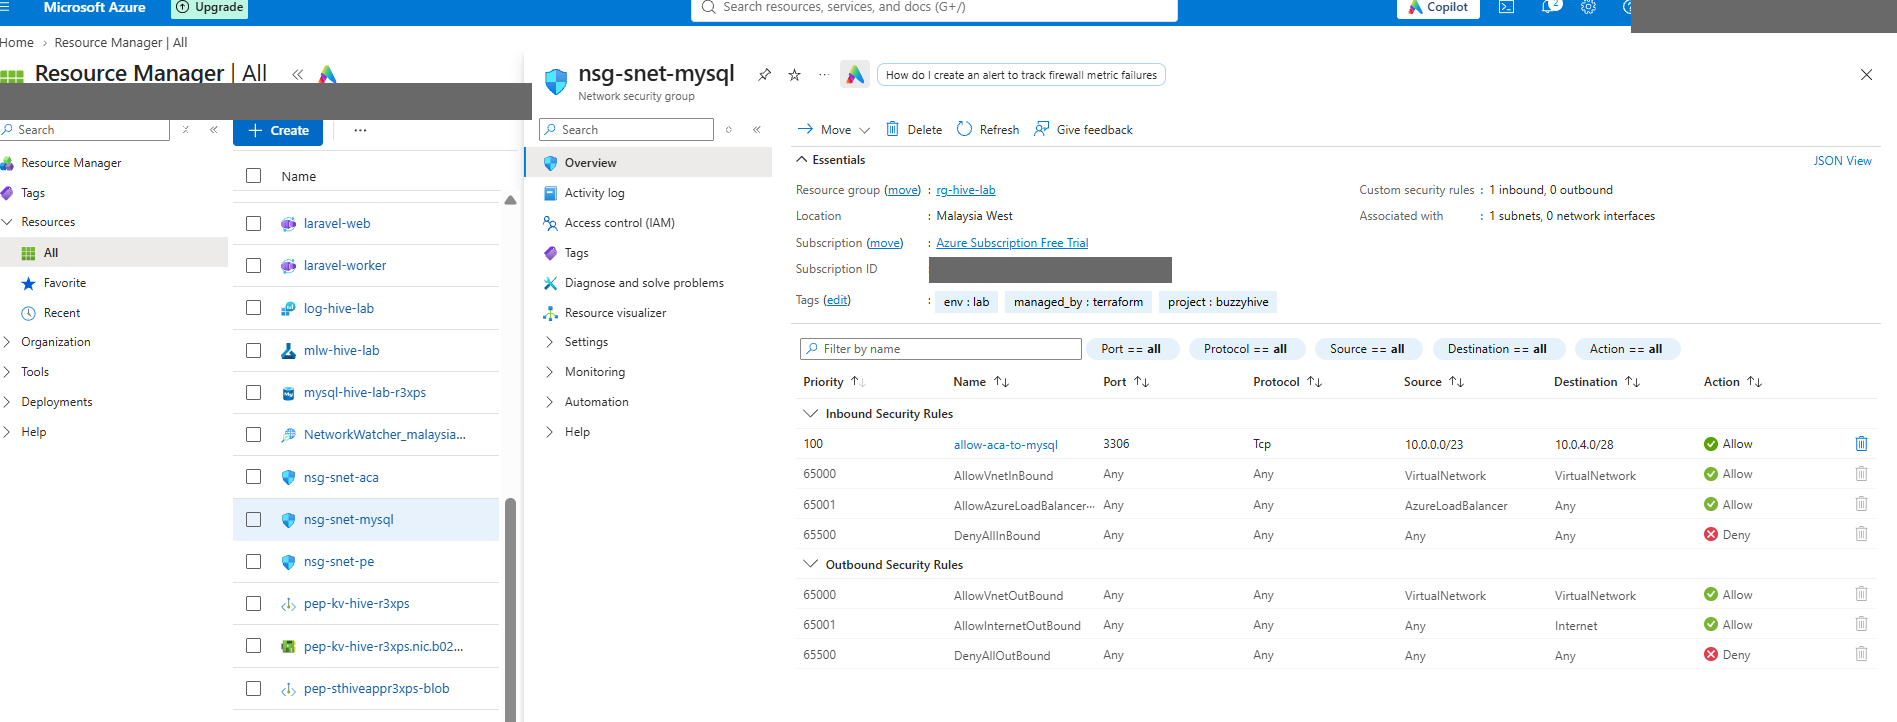 Microsoft Azure
Upgrade
Search resources, services, and docs (G+/)
Copilot
2
Home > Resource Manager | All
Resource Manager | All
Search
Resource Manager
Tags
Resources
All
Favorite
Recent
Organization
Tools
Deployments
Help
+ Create
Name
laravel-web
laravel-worker
log-hive-lab
mlw-hive-lab
mysql-hive-lab-r3xps
NetworkWatcher_malaysia...
nsg-snet-aca
nsg-snet-mysql
nsg-snet-pe
pep-kv-hive-r3xps
pep-kv-hive-r3xps.nic.b02...
pep-sthiveappr3xps-blob
nsg-snet-mysql
Network security group
How do I create an alert to track firewall metric failures
Search
Overview
Activity log
Access control (IAM)
Tags
Diagnose and solve problems
Resource visualizer
Settings
Monitoring
Automation
Help
Move Delete Refresh Give feedback
Essentials
JSON View
Resource group (move) : rg-hive-lab
Location : Malaysia West
Subscription (move) : Azure Subscription Free Trial
Subscription ID
Custom security rules : 1 inbound, 0 outbound
Associated with : 1 subnets, 0 network interfaces
Tags (edit) : env : lab managed_by : terraform project : buzzyhive
Filter by name
Port == all Protocol == all Source == all Destination == all Action == all
Priority Name Port Protocol Source Destination Action
Inbound Security Rules
100 allow-aca-to-mysql 3306 Tcp 10.0.0.0/23 10.0.4.0/28 Allow
65000 AllowVnetInBound Any Any VirtualNetwork VirtualNetwork Allow
65001 AllowAzureLoadBalancer... Any Any AzureLoadBalancer Any Allow
65500 DenyAllInBound Any Any Any Any Deny
Outbound Security Rules
65000 AllowVnetOutBound Any Any VirtualNetwork VirtualNetwork Allow
65001 AllowInternetOutBound Any Any Any Internet Allow
65500 DenyAllOutBound Any Any Any Any Deny